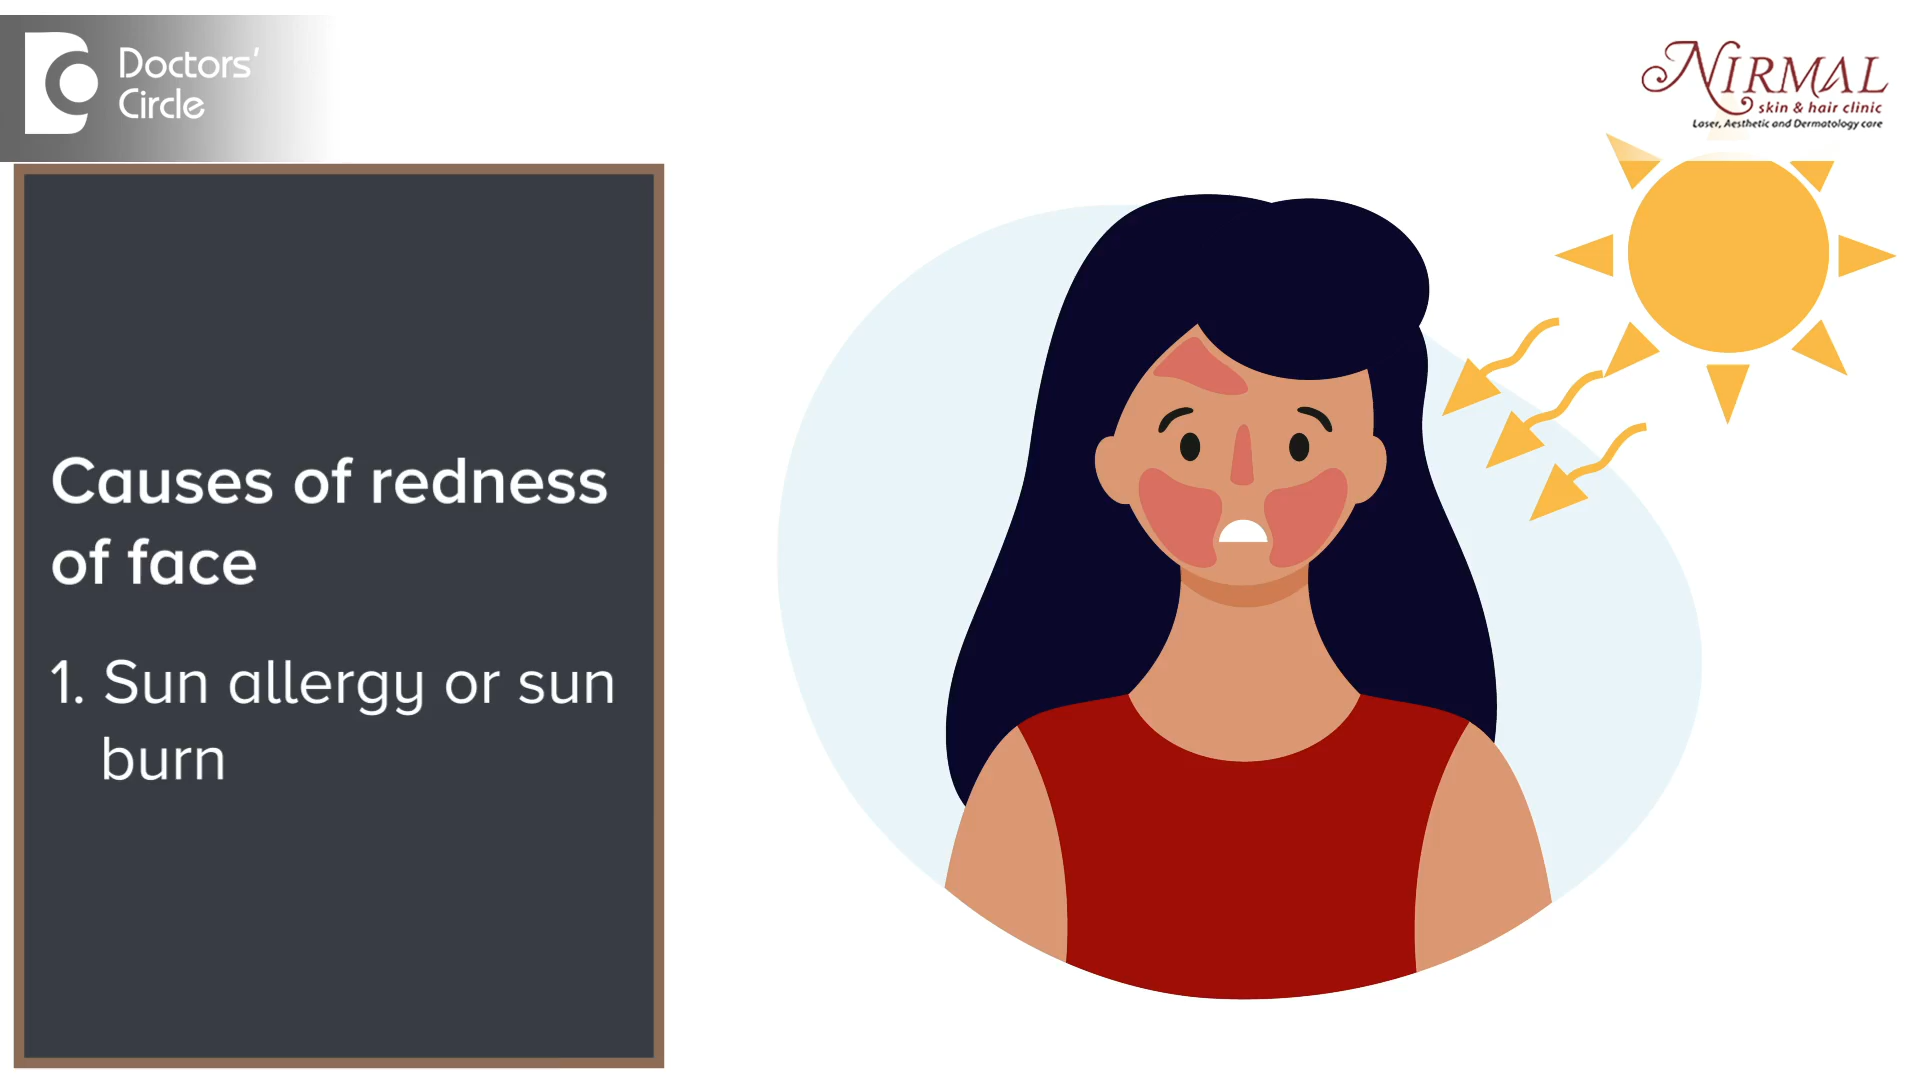 Doctors'
Circle
NIRMAL
skin & hair clinic
Laser, Aesthetic and Dermatology care
Causes of redness
of face
1. Sun allergy or sun
burn